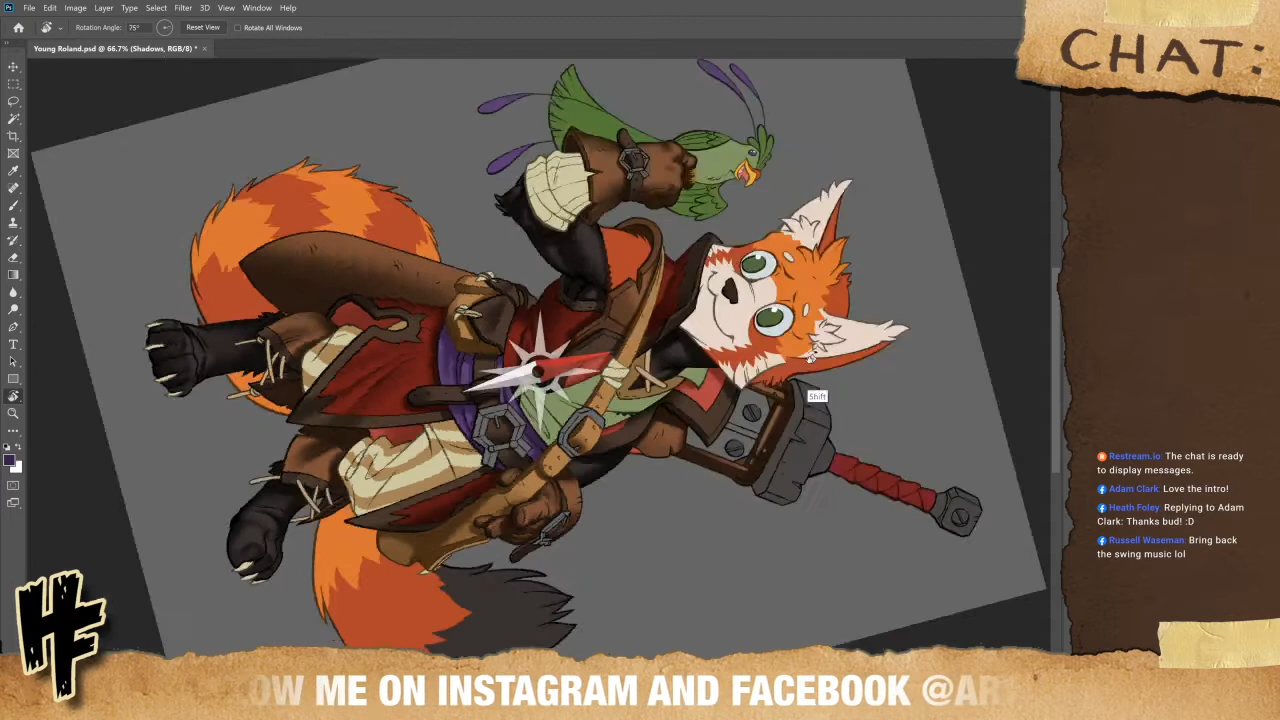 Ps File Edit Image Layer Type Select Filter 3D View Window Help
Rotation Angle: 75° Reset View Rotate All Windows
Young Roland.psd @ 66.7% (Shadows, RGB/8) * ×
CHAT:
Shift
Restream.io: The chat is ready
to display messages.
Adam Clark: Love the intro!
Heath Foley: Replying to Adam
Clark: Thanks bud! :D
Russell Waseman: Bring back
the swing music lol
HF
OW ME ON INSTAGRAM AND FACEBOOK @AR